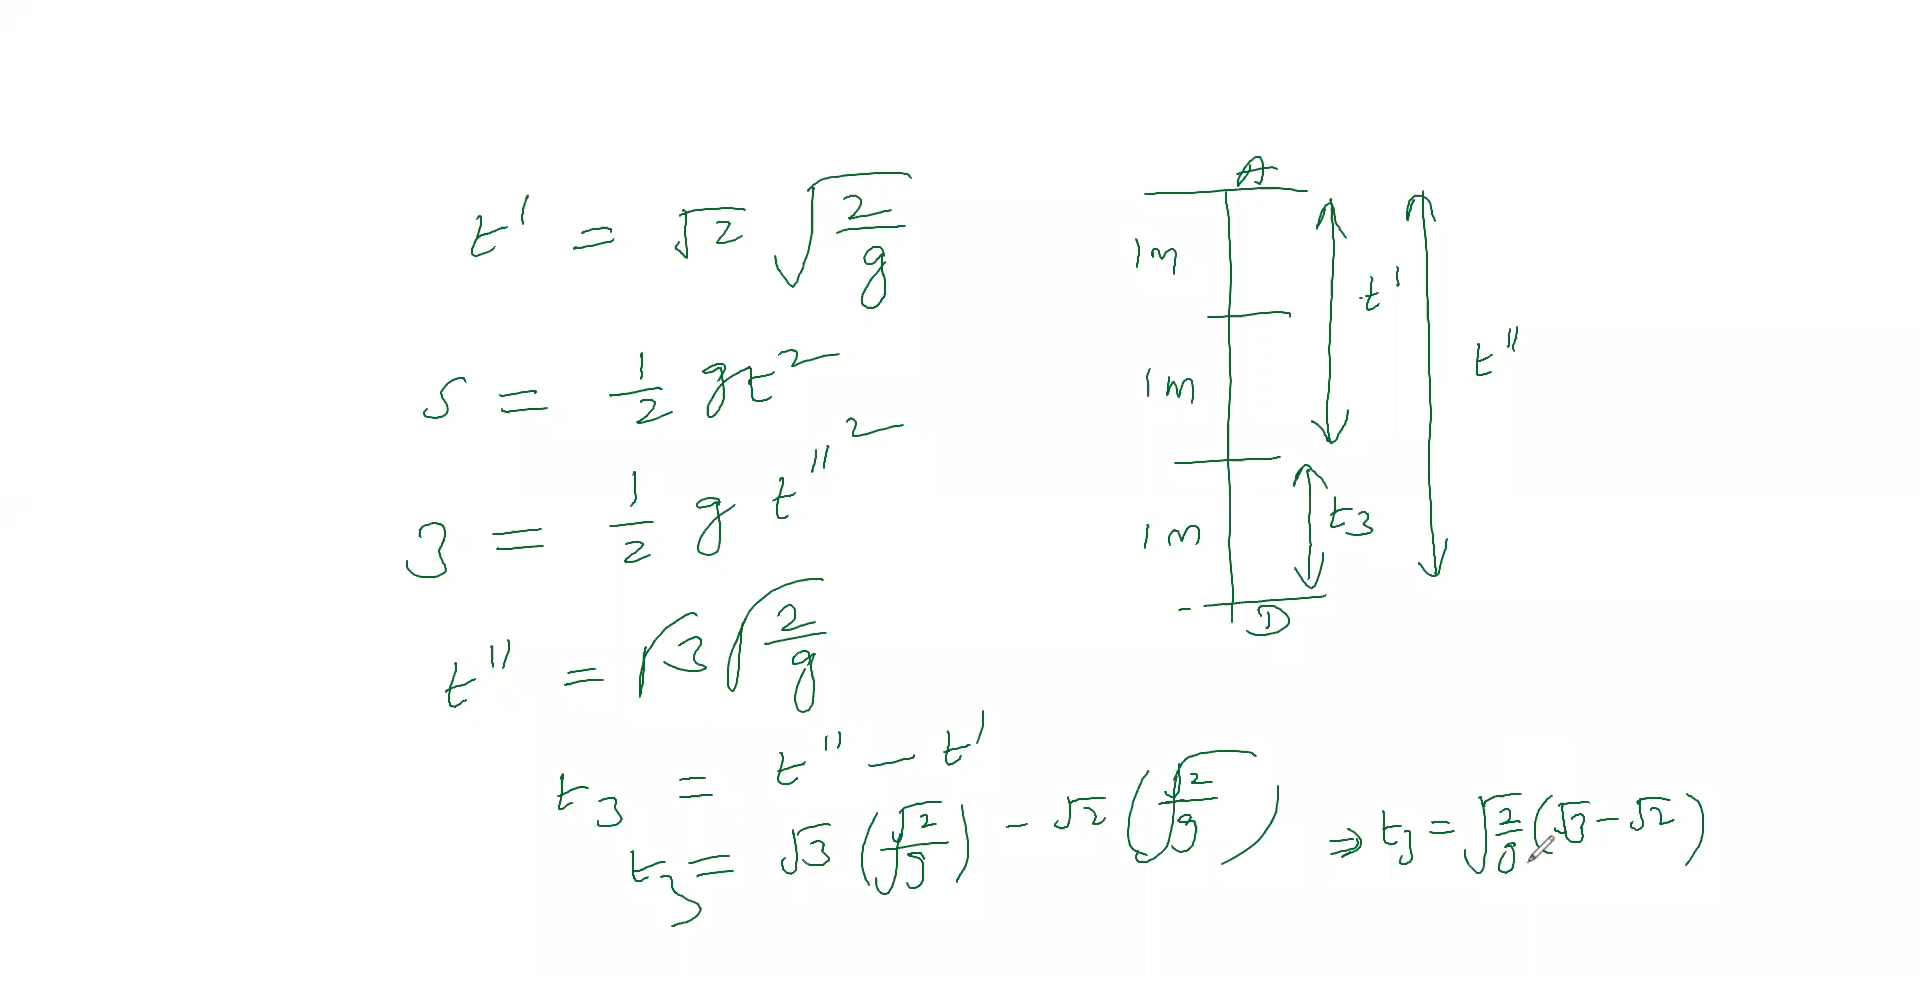 t' = √2 √(2/g)
s = 1/2 gt²
3 = 1/2 g t''²
t'' = √3 √(2/g)
t₃ = t'' - t'
t₃ = √3 (√(2/g)) - √2 (√(2/g)) ⇒ t₃ = √(2/g) (√3 - √2)
A
1m
t'
t''
1m
t₃
1m
D